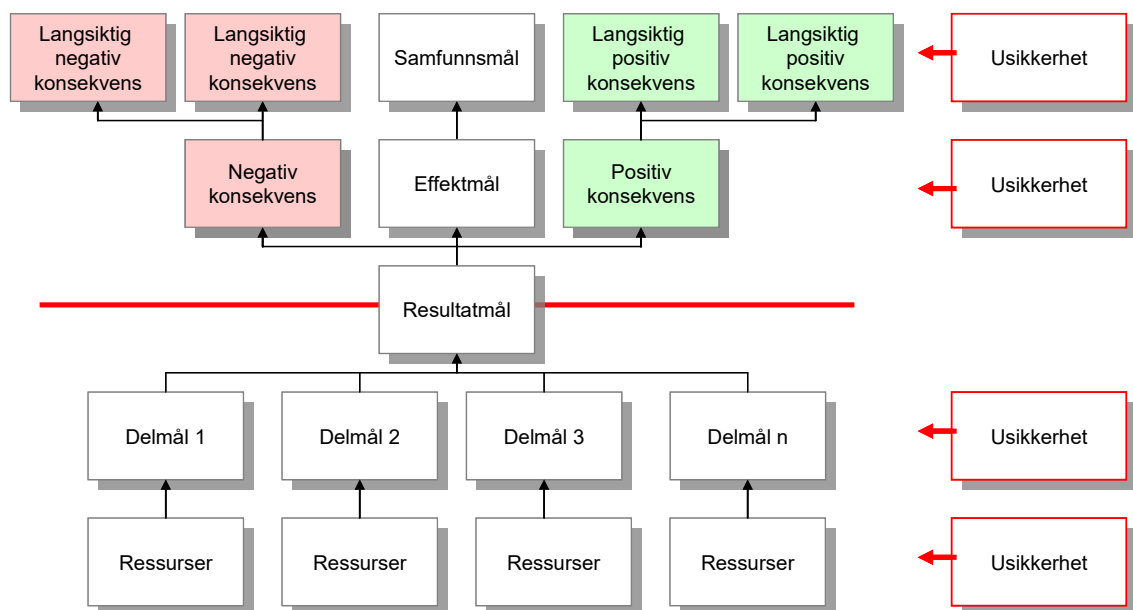 Langsiktig
negativ
konsekvens
Langsiktig
negativ
konsekvens
Samfunnsmål
Langsiktig
positiv
konsekvens
Langsiktig
positiv
konsekvens
Usikkerhet
Negativ
konsekvens
Effektmål
Positiv
konsekvens
Usikkerhet
Resultatmål
Delmål 1
Delmål 2
Delmål 3
Delmål n
Usikkerhet
Ressurser
Ressurser
Ressurser
Ressurser
Usikkerhet